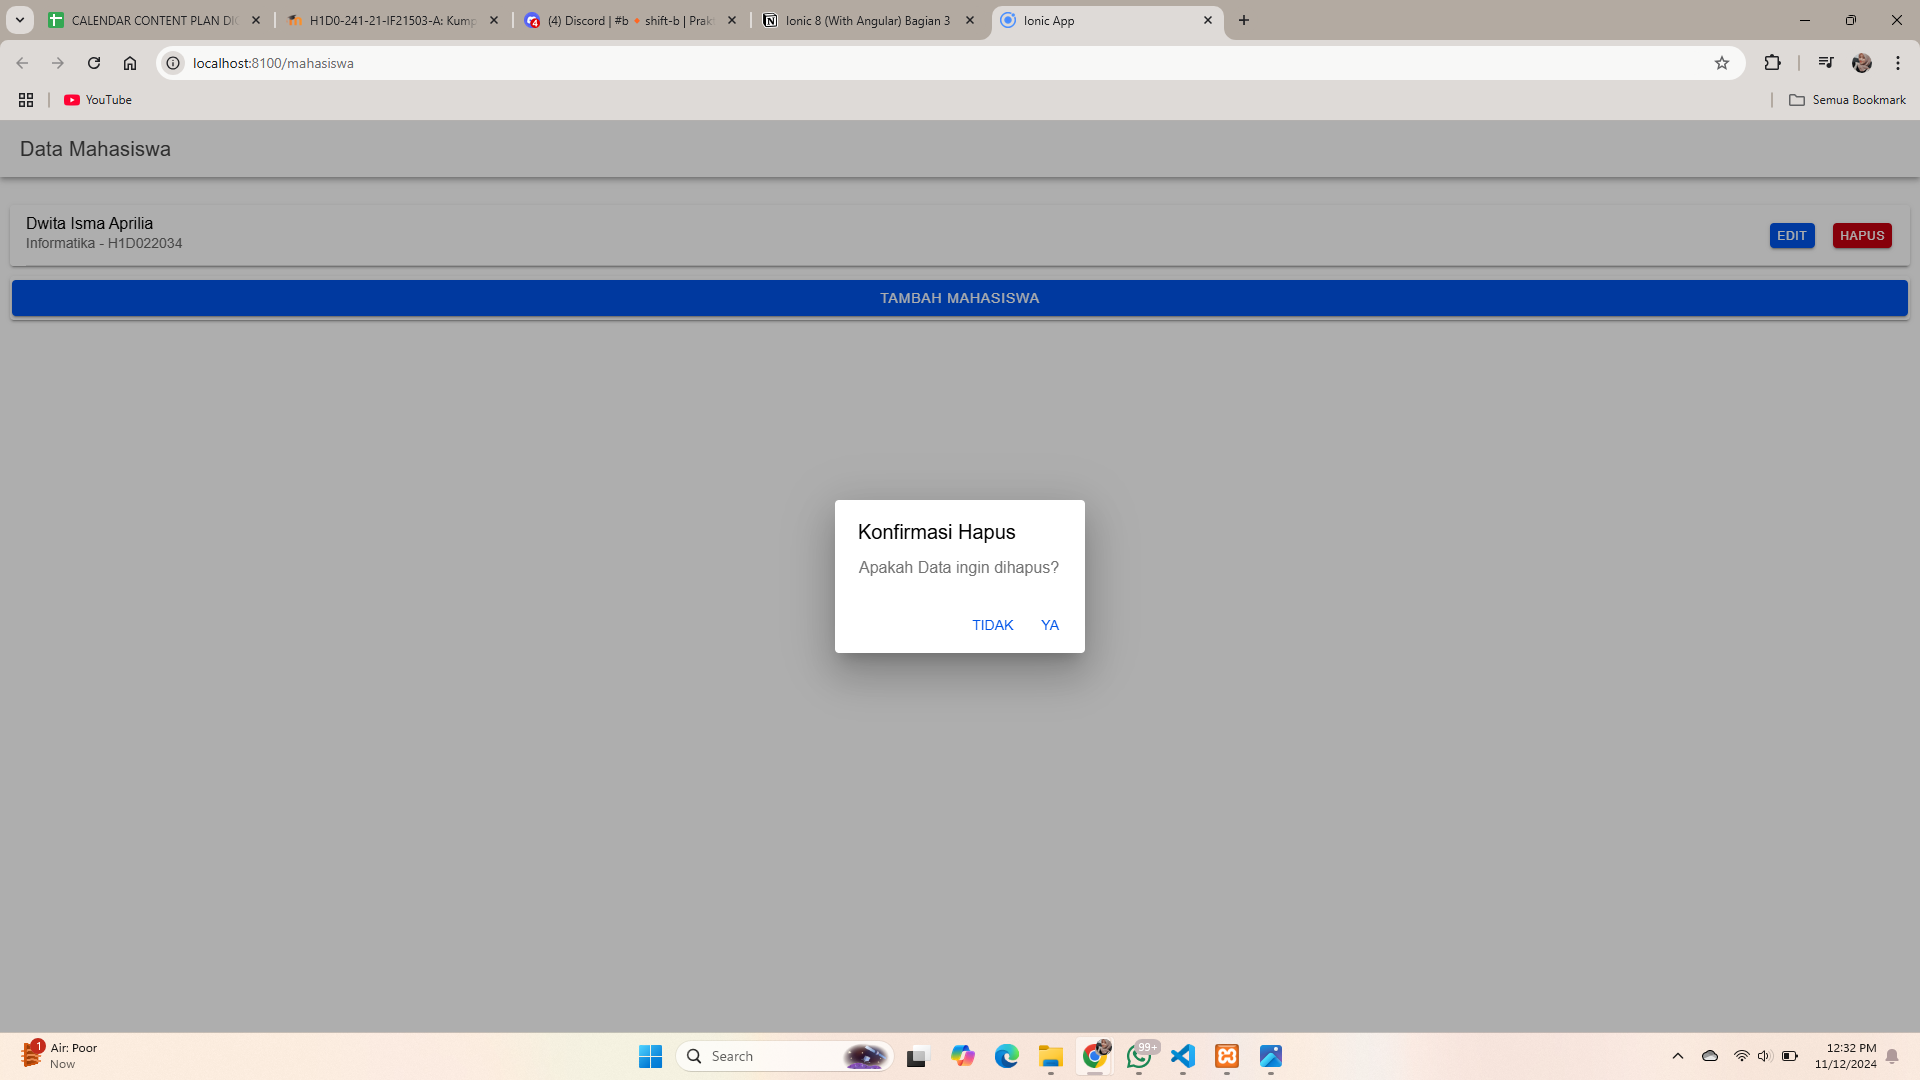 CALENDAR CONTENT PLAN DI
H1D0-241-21-IF21503-A: Kump
(4) Discord | #b 🔸 shift-b | Prak
Ionic 8 (With Angular) Bagian 3
Ionic App
localhost:8100/mahasiswa
YouTube
Semua Bookmark
Data Mahasiswa
Dwita Isma Aprilia
Informatika - H1D022034
EDIT
HAPUS
TAMBAH MAHASISWA
Konfirmasi Hapus
Apakah Data ingin dihapus?
TIDAK
YA
1
Air: Poor
Now
Search
99+
12:32 PM
11/12/2024